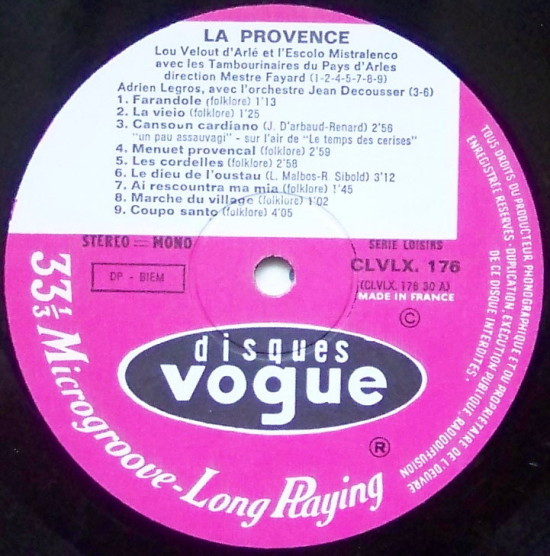 LA PROVENCE
Lou Velout d'Arlé et l'Escolo Mistralenco
avec les Tambourinaires du Pays d'Arles
direction Mestre Fayard (1-2-4-5-7-8-9)
Adrien Legros, avec l'orchestre Jean Decousser (3-6)
1. Farandole (folklore) 1'13
2. La vieio (folklore) 1'25
3. Cansoun cardiano (J. D'arbaud-Renard) 2'56
"un pau assauvagi" - sur l'air de "Le temps des cerises"
4. Menuet provencal (folklore) 2'59
5. Les cordelles (folklore) 2'58
6. Le dieu de l'oustau (L. Malbos-R. Sibold) 3'12
7. Ai rescountra ma mia (folklore) 1'45
8. Marche du village (folklore) 1'02
9. Coupo santo (folklore) 4'05
STEREO = MONO
SERIE LOISIRS
DP - BIEM
CLVLX. 176
(CLVLX. 176 30 A)
MADE IN FRANCE
©
disques
vogue
®
33 1/3 Microgroove-Long Playing
TOUS DROITS DU PRODUCTEUR PHONOGRAPHIQUE ET DU PROPRIETAIRE DE L'OEUVRE
ENREGISTREE RESERVES - DUPLICATION, EXECUTION PUBLIQUE, RADIODIFFUSION
DE CE DISQUE INTERDITES.